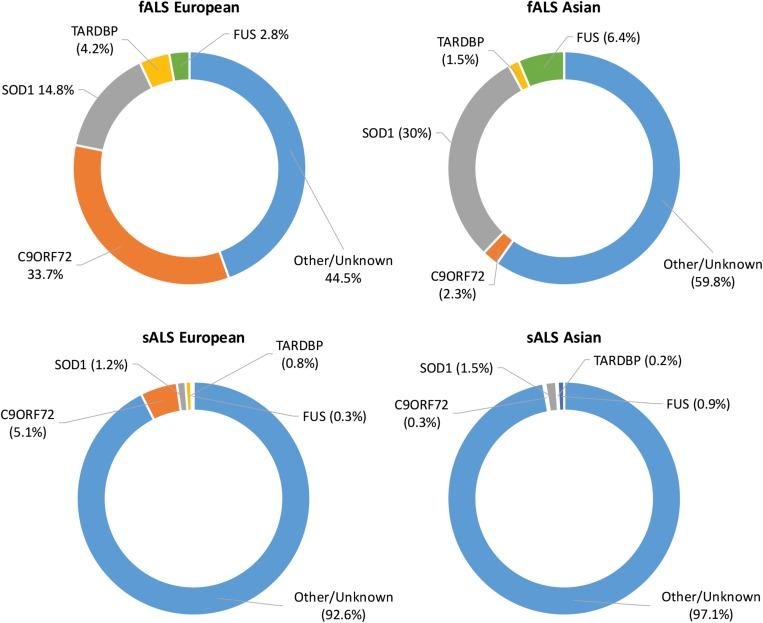 fALS European
TARDBP
(4.2%)
FUS 2.8%
SOD1 14.8%
C9ORF72
33.7%
Other/Unknown
44.5%
fALS Asian
TARDBP
(1.5%)
FUS (6.4%)
SOD1 (30%)
C9ORF72
(2.3%)
Other/Unknown
(59.8%)
sALS European
TARDBP
(0.8%)
SOD1 (1.2%)
C9ORF72
(5.1%)
FUS (0.3%)
Other/Unknown
(92.6%)
sALS Asian
TARDBP (0.2%)
SOD1 (1.5%)
C9ORF72
(0.3%)
FUS (0.9%)
Other/Unknown
(97.1%)